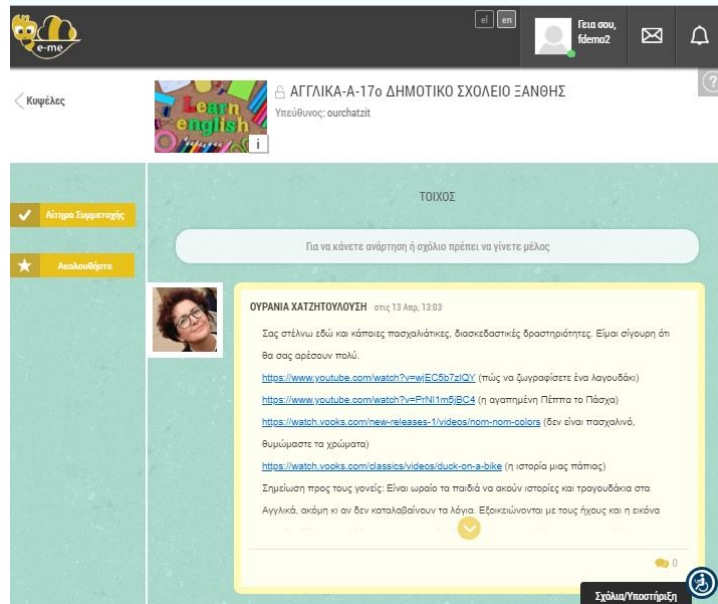 e-me
el en
Γεια σου,
fdemo2
?
Κυψέλες
Learn
english
i
ΑΓΓΛΙΚΑ-Α-17ο ΔΗΜΟΤΙΚΟ ΣΧΟΛΕΙΟ ΞΑΝΘΗΣ
Υπεύθυνος: ourchatzit
Αίτημα Συμμετοχής
Ακολουθήστε
ΤΟΙΧΟΣ
Για να κάνετε ανάρτηση ή σχόλιο πρέπει να γίνετε μέλος
ΟΥΡΑΝΙΑ ΧΑΤΖΗΤΟΥΛΟΥΣΗ στις 13 Απρ, 13:03
Σας στέλνω εδώ και κάποιες πασχαλιάτικες, διασκεδαστικές δραστηριότητες. Είμαι σίγουρη ότι
θα σας αρέσουν πολύ.
https://www.youtube.com/watch?v=wjEC5b7zIQY (πώς να ζωγραφίσετε ένα λαγουδάκι)
https://www.youtube.com/watch?v=PrNI1m5jBC4 (η αγαπημένη Πέππα το Πάσχα)
https://watch.vooks.com/new-releases-1/videos/nom-nom-colors (δεν είναι πασχαλινό,
θυμώμαστε τα χρώματα)
https://watch.vooks.com/classics/videos/duck-on-a-bike (η ιστορία μιας πάπιας)
Σημείωση προς τους γονείς: Είναι ωραίο τα παιδιά να ακούν ιστορίες και τραγουδάκια στα
Αγγλικά, ακόμη κι αν δεν καταλαβαίνουν τα λόγια. Εξοικειώνονται με τους ήχους και η εικόνα
0
Σχόλια/Υποστήριξη